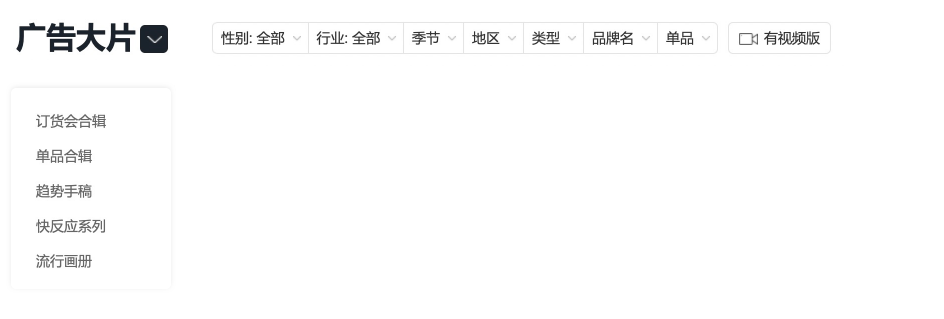 广告大片
性别: 全部 行业: 全部 季节 地区 类型 品牌名 单品 有视频版
订货会合辑
单品合辑
趋势手稿
快反应系列
流行画册